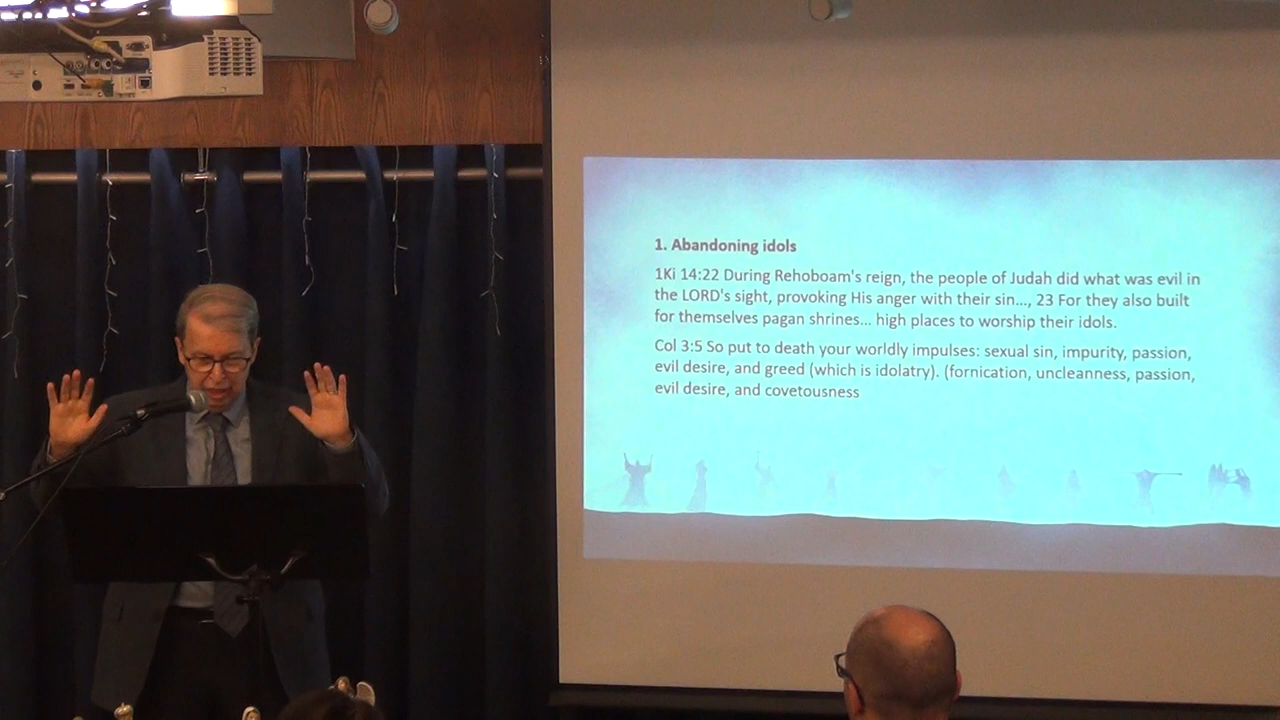 1. Abandoning idols
1Ki 14:22 During Rehoboam's reign, the people of Judah did what was evil in
the LORD's sight, provoking His anger with their sin..., 23 For they also built
for themselves pagan shrines... high places to worship their idols.
Col 3:5 So put to death your worldly impulses: sexual sin, impurity, passion,
evil desire, and greed (which is idolatry). (fornication, uncleanness, passion,
evil desire, and covetousness